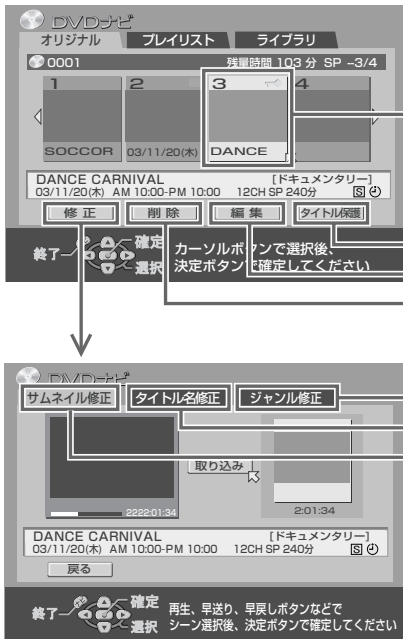 DVDナビ
オリジナル プレイリスト ライブラリ
0001 残量時間 103 分 SP -3/4
1 2 3 4
SOCCOR 03/11/20(木) DANCE
DANCE CARNIVAL [ドキュメンタリー]
03/11/20(木) AM 10:00-PM 10:00 12CH SP 240分 S
修 正 削 除 編 集 タイトル保護
終了 確定 選択
カーソルボタンで選択後、
決定ボタンで確定してください
DVDナビ
サムネイル修正 タイトル名修正 ジャンル修正
取り込み
2222:01:34 2:01:34
DANCE CARNIVAL [ドキュメンタリー]
03/11/20(木) AM 10:00-PM 10:00 12CH SP 240分 S
戻る
終了 確定 選択
再生、早送り、早戻しボタンなどで
シーン選択後、決定ボタンで確定してください